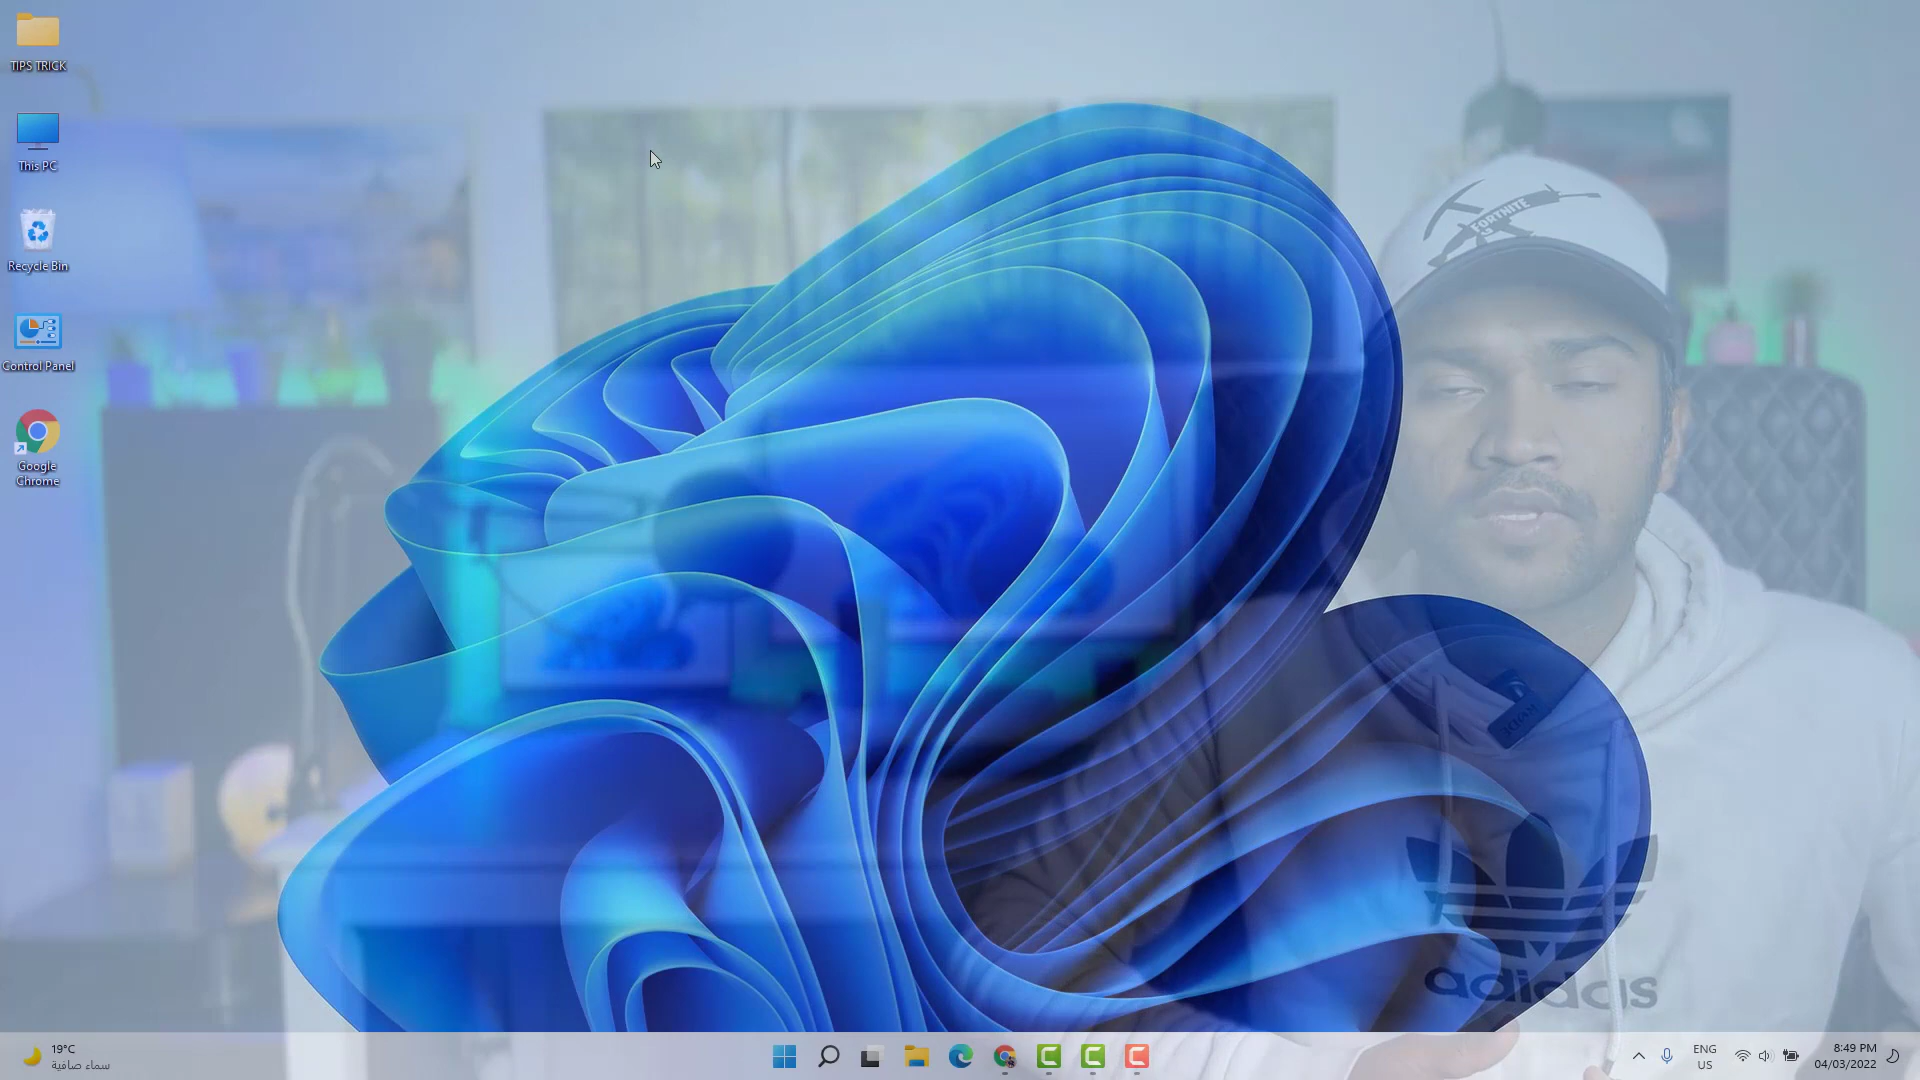 TIPS TRICK
This PC
Recycle Bin
Control Panel
Google
Chrome
FORTNITE
adidas
19°C
سماء صافية
ENG
US
8:49 PM
04/03/2022